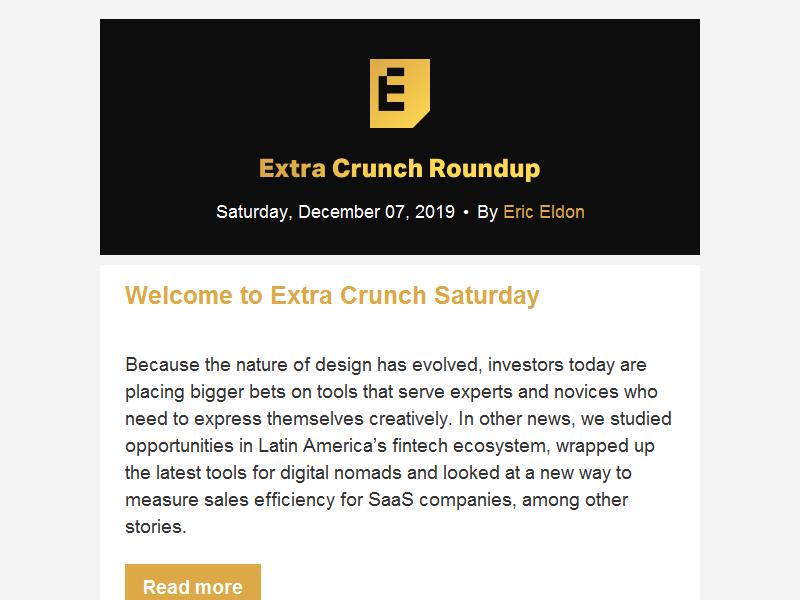 E
Extra Crunch Roundup
Saturday, December 07, 2019 • By Eric Eldon
Welcome to Extra Crunch Saturday
Because the nature of design has evolved, investors today are
placing bigger bets on tools that serve experts and novices who
need to express themselves creatively. In other news, we studied
opportunities in Latin America’s fintech ecosystem, wrapped up
the latest tools for digital nomads and looked at a new way to
measure sales efficiency for SaaS companies, among other
stories.
Read more